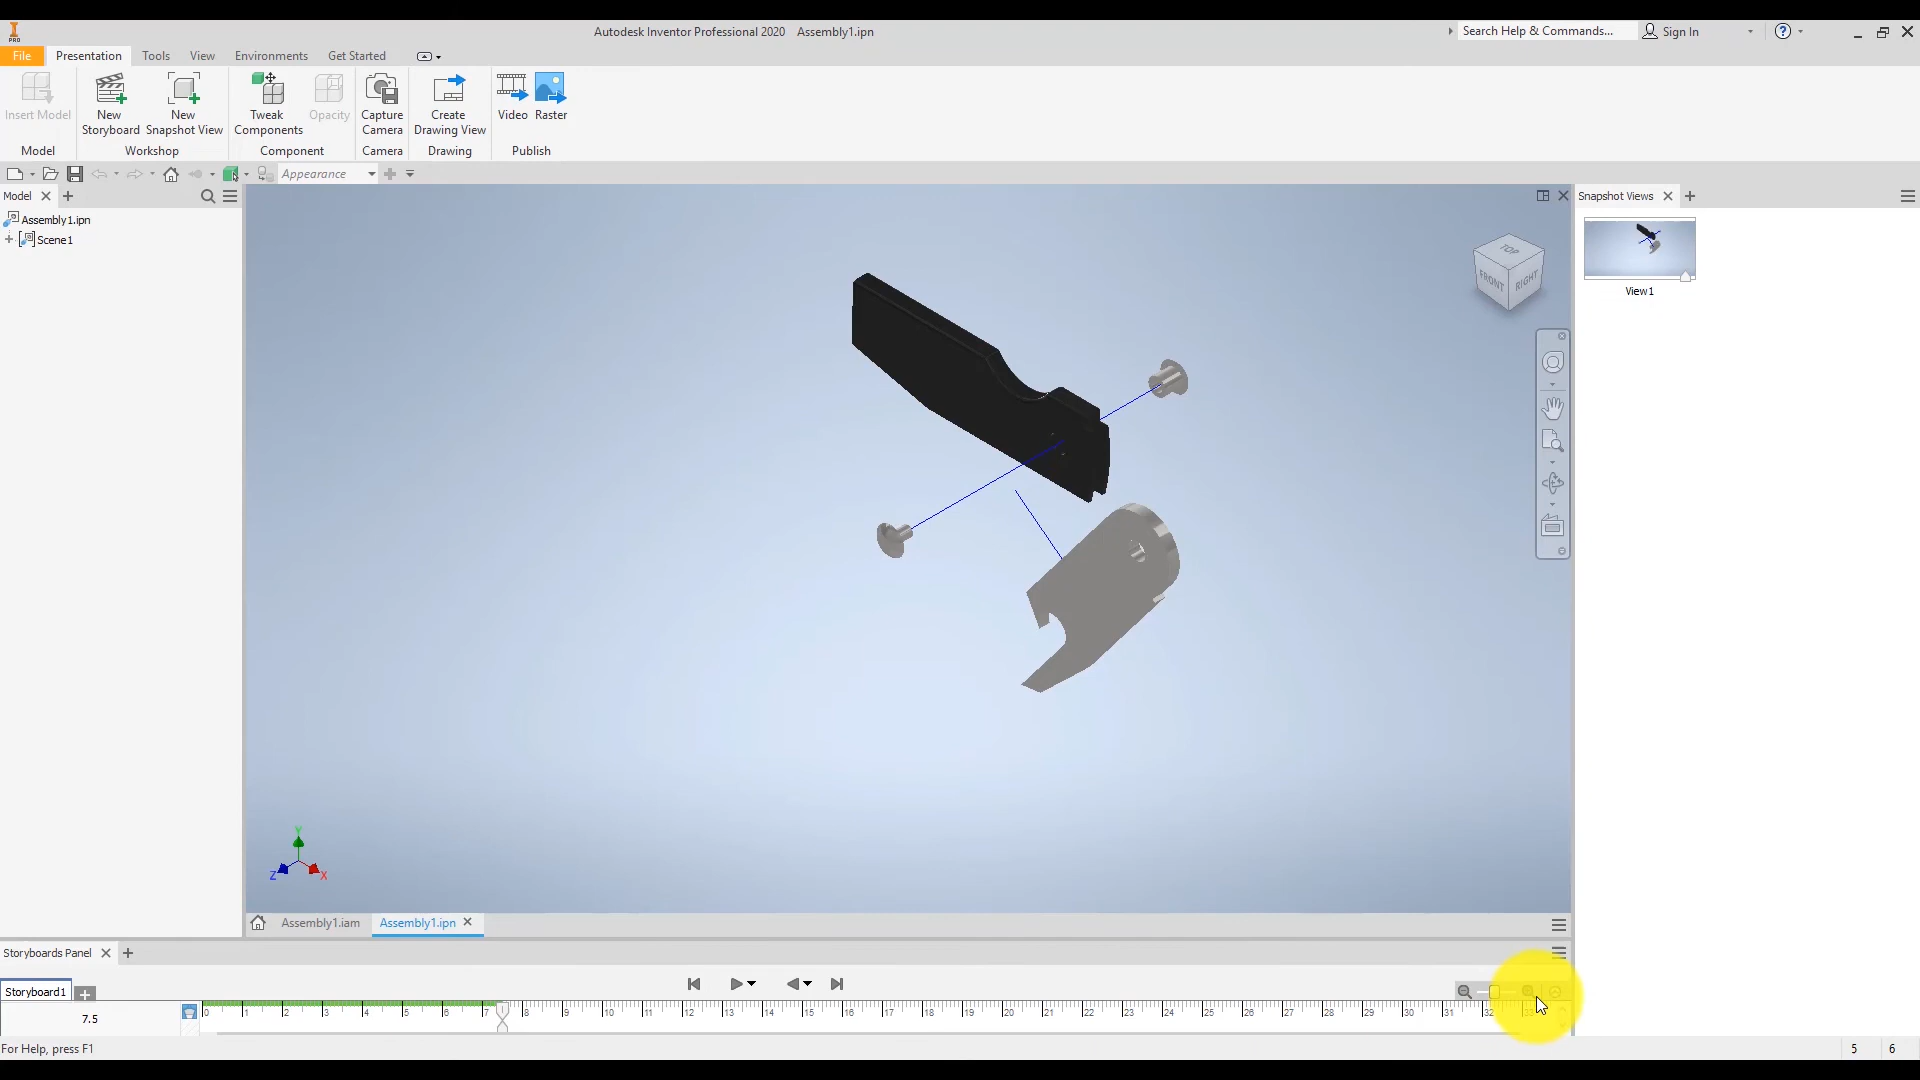 Autodesk Inventor Professional 2020 Assembly1.ipn
Search Help & Commands...
Sign In
PRO
File Presentation Tools View Environments Get Started
Insert Model
New Storyboard
New Snapshot View
Tweak Components
Opacity
Capture Camera
Create Drawing View
Video
Raster
Model Workshop Component Camera Drawing Publish
Appearance
Model
Assembly1.ipn
Scene1
TOP
FRONT
RIGHT
Snapshot Views
View1
Y
Z
X
Assembly1.iam
Assembly1.ipn
Storyboards Panel
Storyboard1
7.5
0 1 2 3 4 5 6 7 8 9 10 11 12 13 14 15 16 17 18 19 20 21 22 23 24 25 26 27 28 29 30 31 32 33
For Help, press F1
5 6